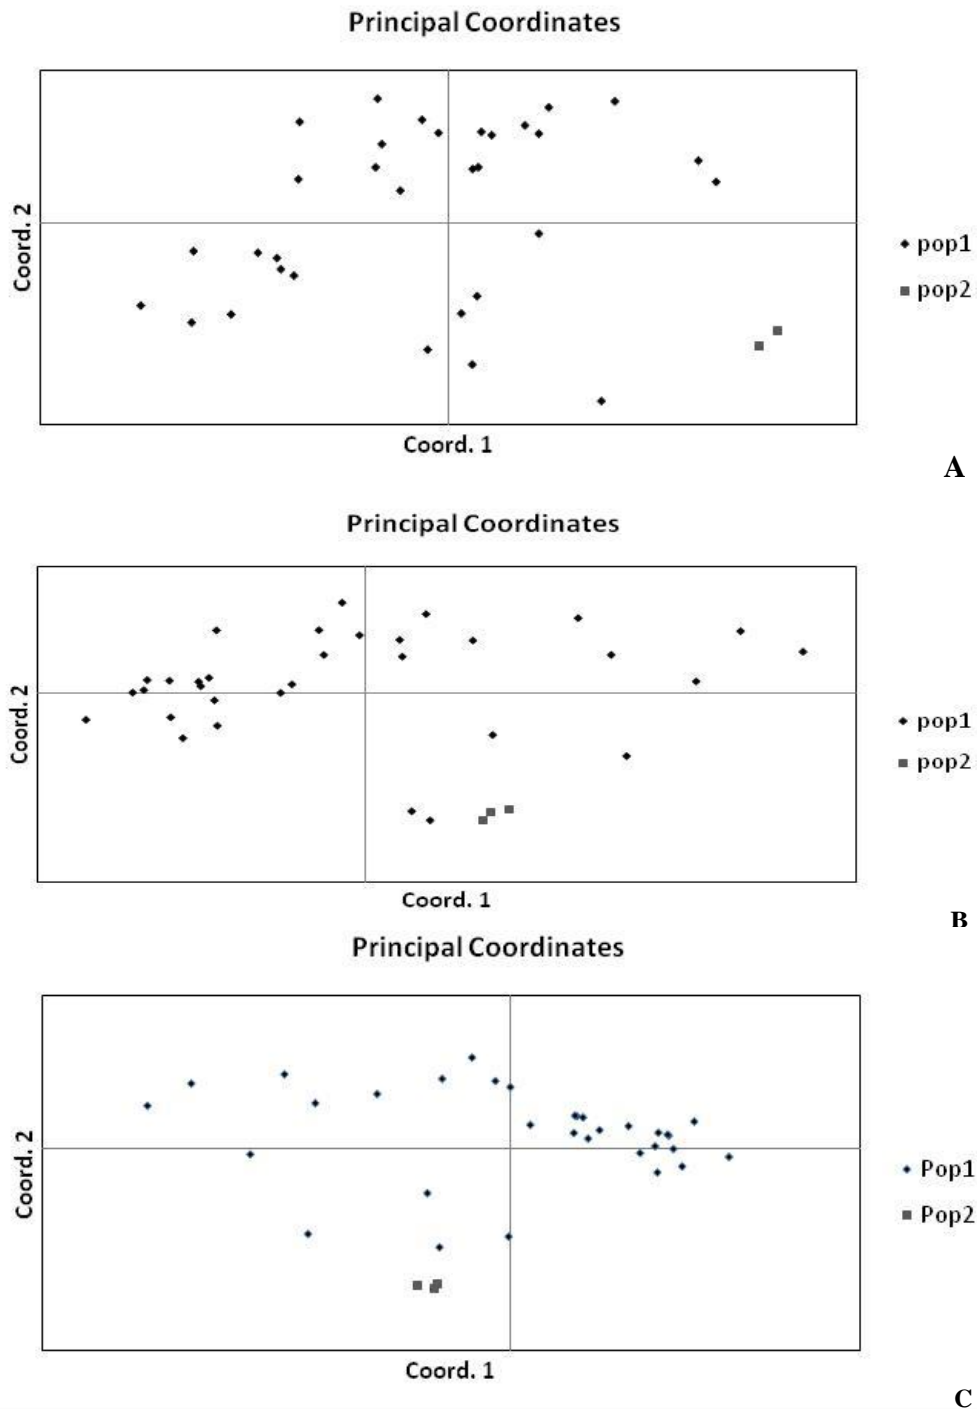 Principal Coordinates
Coord. 2
pop1
pop2
Coord. 1
A
Principal Coordinates
Coord. 2
pop1
pop2
Coord. 1
B
Principal Coordinates
Coord. 2
Pop1
Pop2
Coord. 1
C